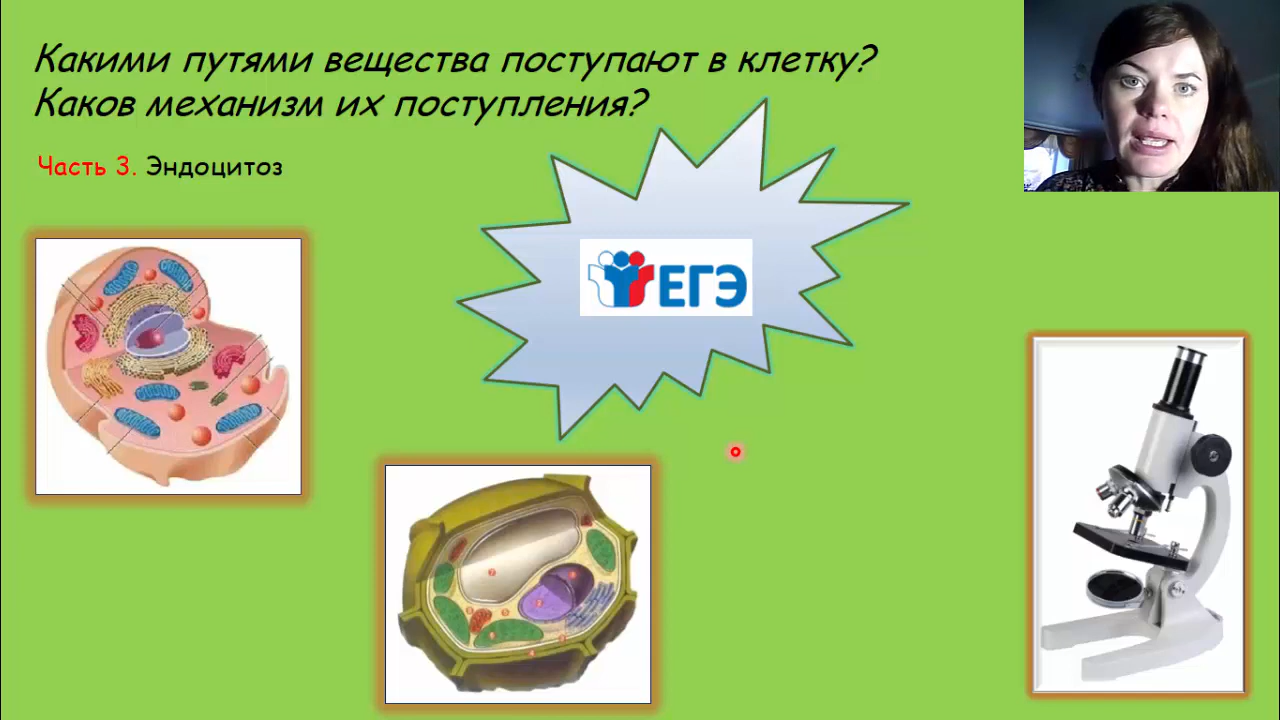 Какими путями вещества поступают в клетку?
Каков механизм их поступления?
Часть 3. Эндоцитоз
ЕГЭ